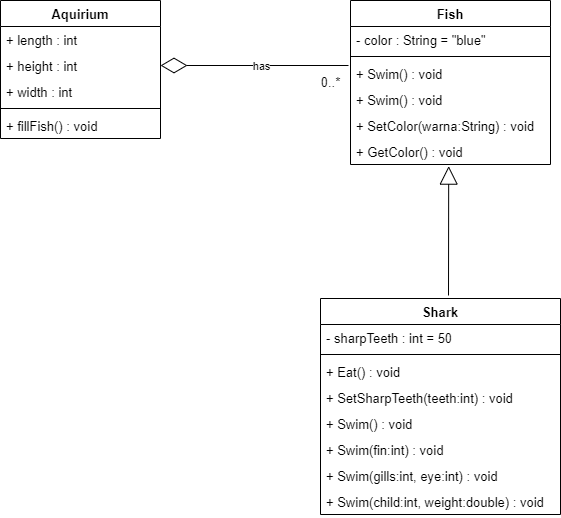 Aquirium
+ length : int
+ height : int
+ width : int
+ fillFish() : void
has
0..*
Fish
- color : String = "blue"
+ Swim() : void
+ Swim() : void
+ SetColor(warna:String) : void
+ GetColor() : void
Shark
- sharpTeeth : int = 50
+ Eat() : void
+ SetSharpTeeth(teeth:int) : void
+ Swim() : void
+ Swim(fin:int) : void
+ Swim(gills:int, eye:int) : void
+ Swim(child:int, weight:double) : void